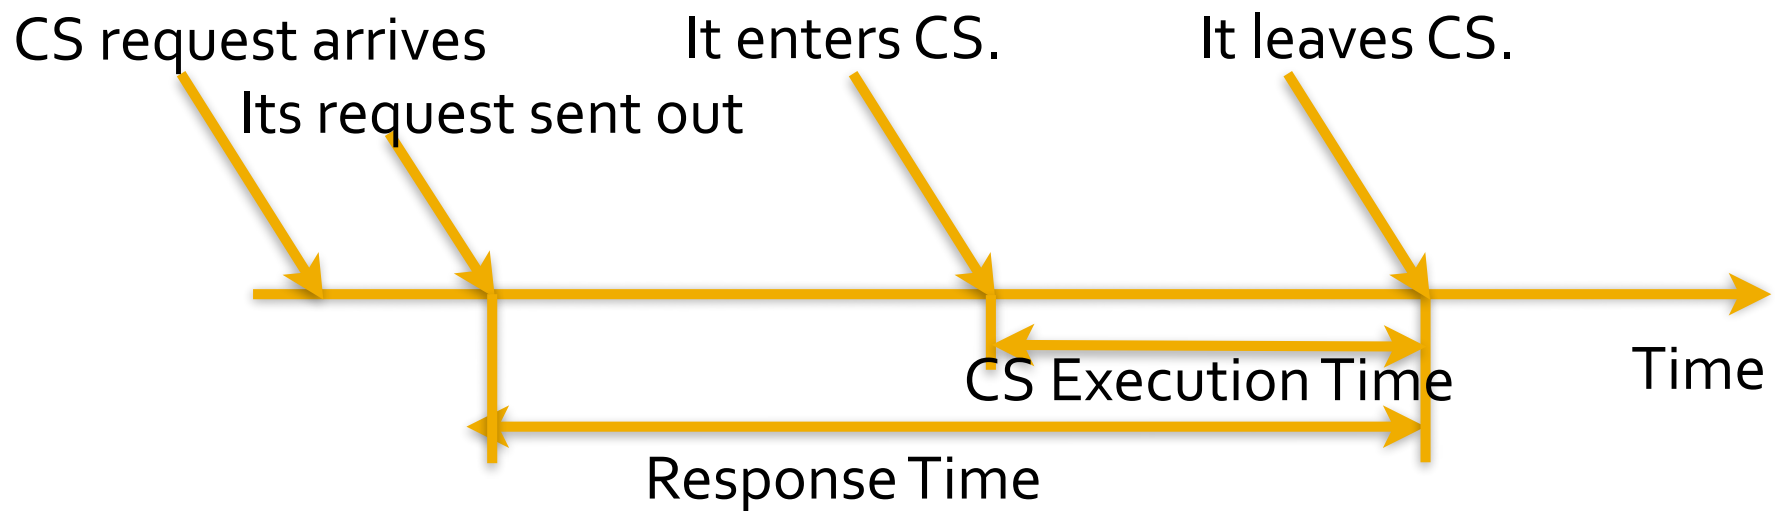 CS request arrives
It enters CS.
It leaves CS.
Its request sent out
Time
CS Execution Time
Response Time